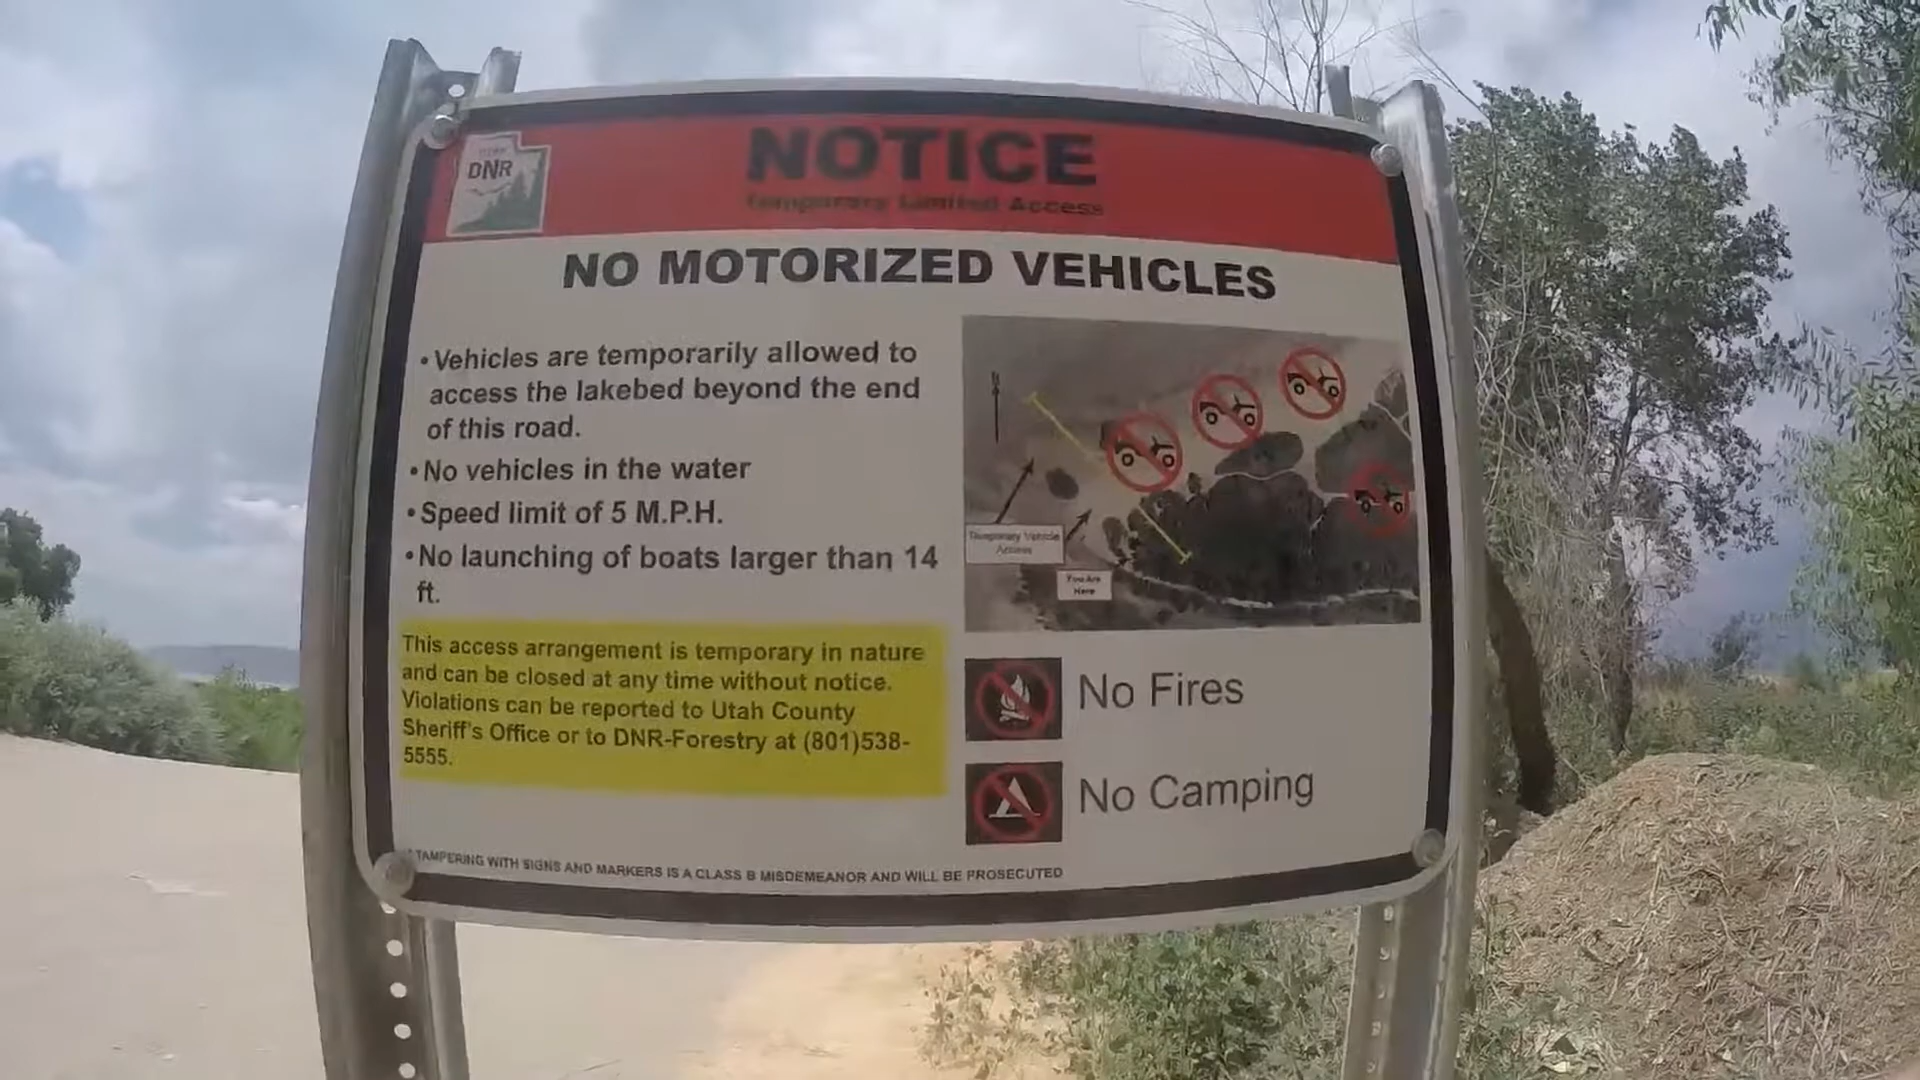 UTAH
DNR
NOTICE
Temporary Limited Access
NO MOTORIZED VEHICLES
• Vehicles are temporarily allowed to
access the lakebed beyond the end
of this road.
• No vehicles in the water
• Speed limit of 5 M.P.H.
• No launching of boats larger than 14
ft.
N
Temporary Vehicle
Access
You Are
Here
This access arrangement is temporary in nature
and can be closed at any time without notice.
Violations can be reported to Utah County
Sheriff's Office or to DNR-Forestry at (801)538-
5555.
No Fires
No Camping
TAMPERING WITH SIGNS AND MARKERS IS A CLASS B MISDEMEANOR AND WILL BE PROSECUTED